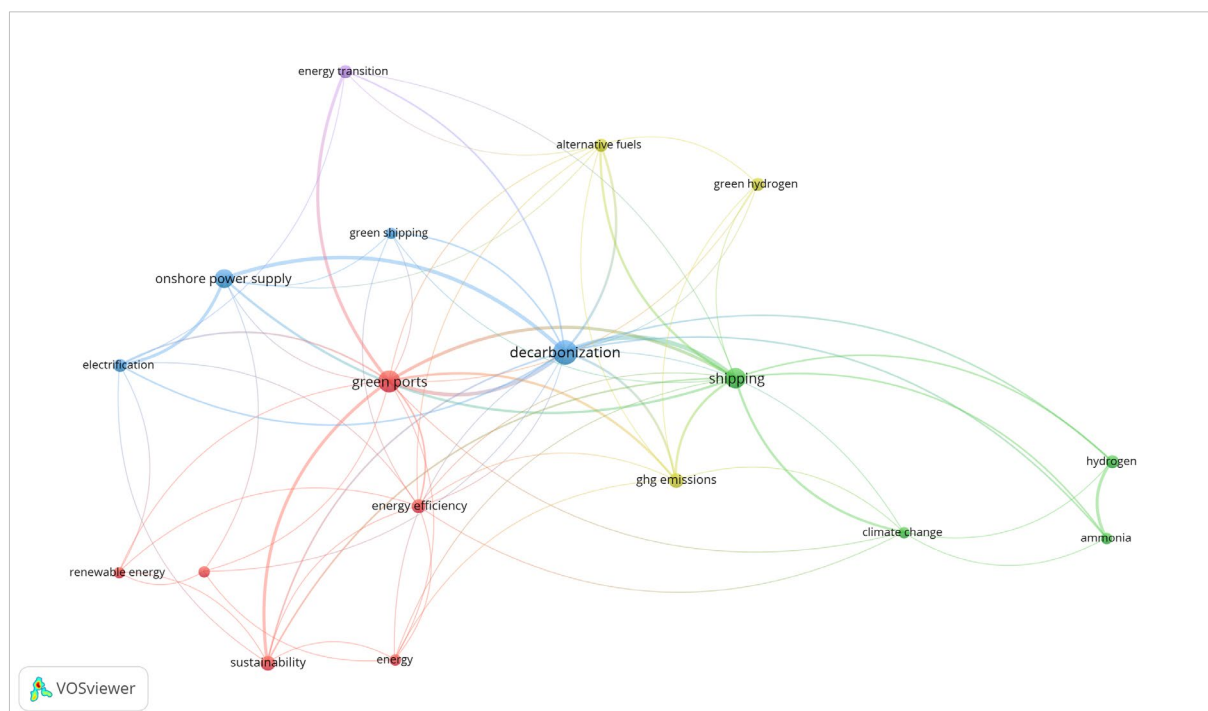 energy transition
alternative fuels
green hydrogen
green shipping
onshore power supply
decarbonization
electrification
green ports
shipping
hydrogen
ghg emissions
energy efficiency
climate change
ammonia
renewable energy
sustainability
energy
VOSviewer